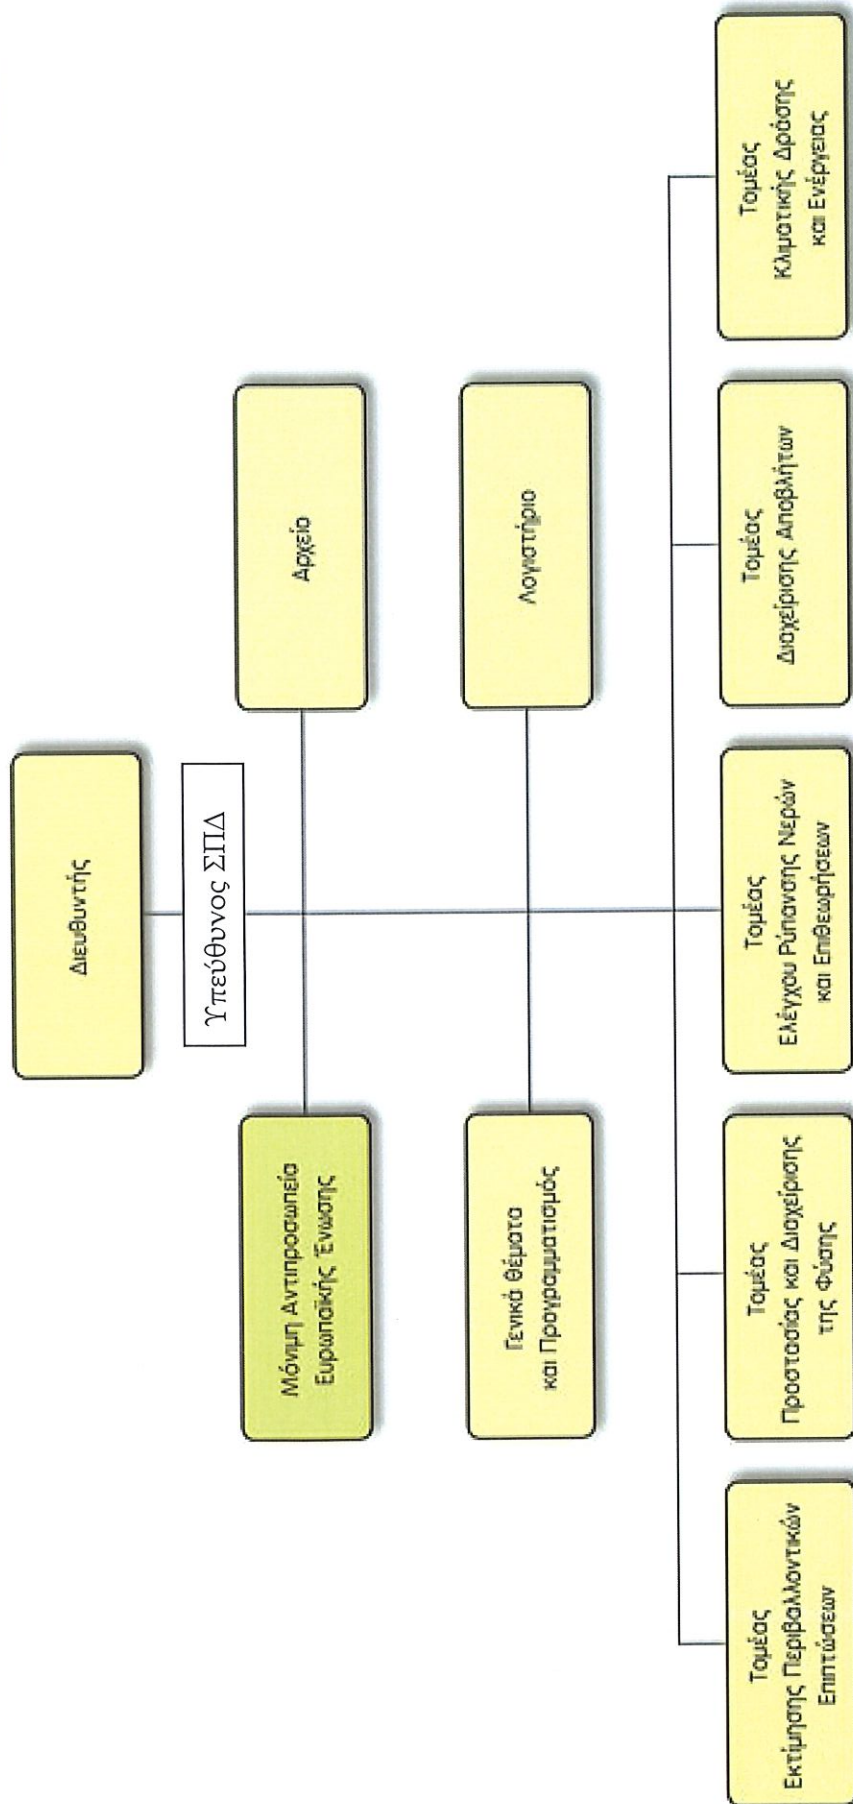 Διευθυντής
Υπεύθυνος ΣΠΔ
Μόνιμη Αντιπροσωπεία
Ευρωπαϊκής Ένωσης
Αρχείο
Γενικά Θέματα
και Προγραμματισμός
Λογιστήριο
Τομέας
Εκτίμησης Περιβαλλοντικών
Επιπτώσεων
Τομέας
Προστασίας και Διαχείρισης
της Φύσης
Τομέας
Ελέγχου Ρύπανσης Νερών
και Επιθεωρήσεων
Τομέας
Διαχείρισης Αποβλήτων
Τομέας
Κλιματικής Δράσης
και Ενέργειας